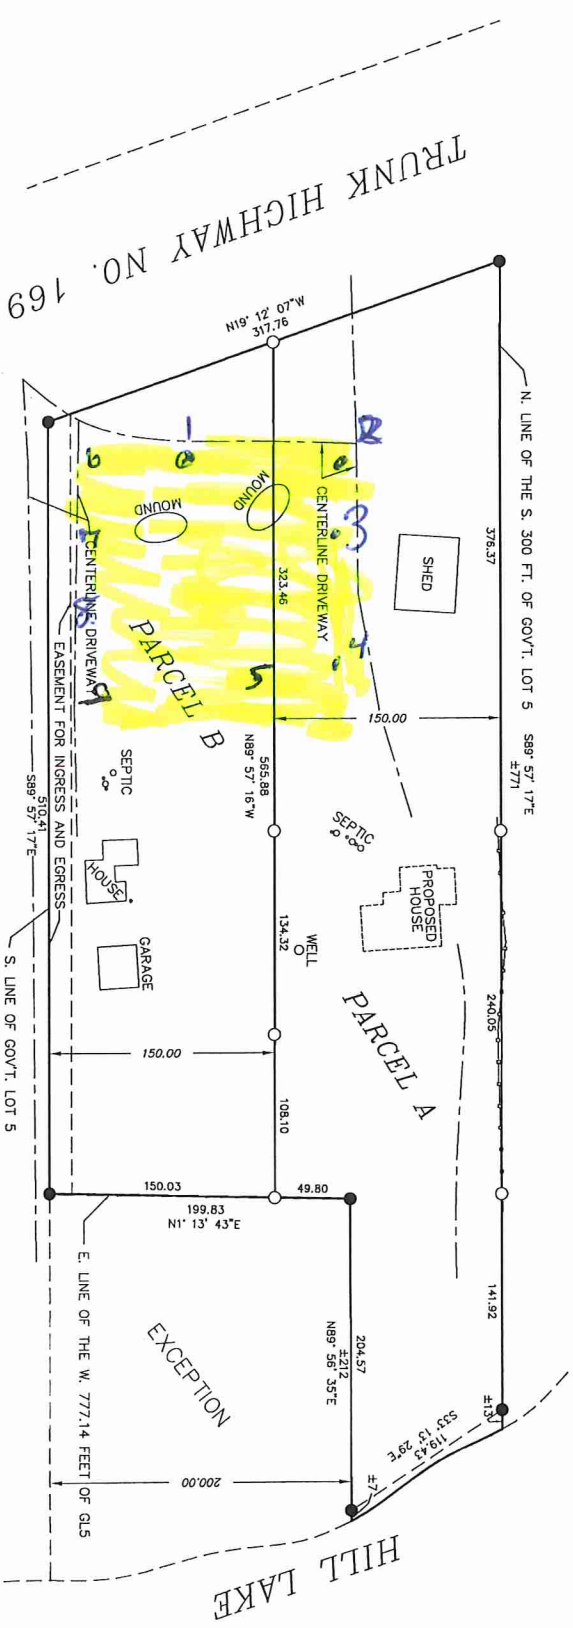 TRUNK HIGHWAY NO. 169
N19° 12' 07"W
317.76
N. LINE OF THE S. 300 FT. OF GOV'T. LOT 5
S89° 57' 17"E
±771
376.37
1
2
3
4
5
6
7
8
9
MOUND
MOUND
CENTERLINE DRIVEWAY
CENTERLINE DRIVEWAY
SHED
323.46
PARCEL B
150.00
565.88
N89° 57' 16"W
EASEMENT FOR INGRESS AND EGRESS
510.41
S89° 57' 17"E
SEPTIC
SEPTIC
HOUSE
PROPOSED
HOUSE
GARAGE
WELL
134.32
240.05
PARCEL A
150.00
108.10
S. LINE OF GOV'T. LOT 5
150.03
49.80
199.83
N1° 13' 43"E
E. LINE OF THE W. 777.14 FEET OF GL5
EXCEPTION
204.57
±212
N89° 56' 35"E
141.92
±13
119.43
S33° 13' 29"E
±7
200.00
HILL LAKE